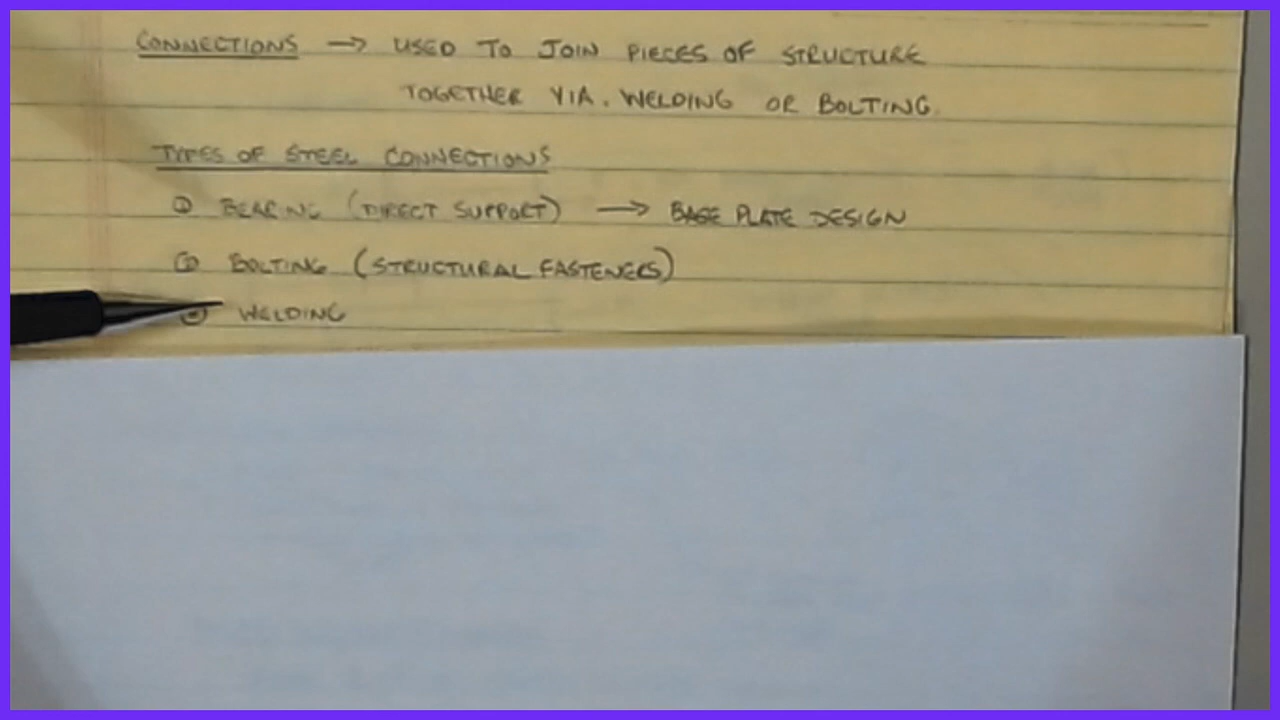 CONNECTIONS → USED TO JOIN PIECES OF STRUCTURE
TOGETHER VIA. WELDING OR BOLTING.
TYPES OF STEEL CONNECTIONS
① BEARING (DIRECT SUPPORT) → BASE PLATE DESIGN
② BOLTING (STRUCTURAL FASTENERS)
③ WELDING